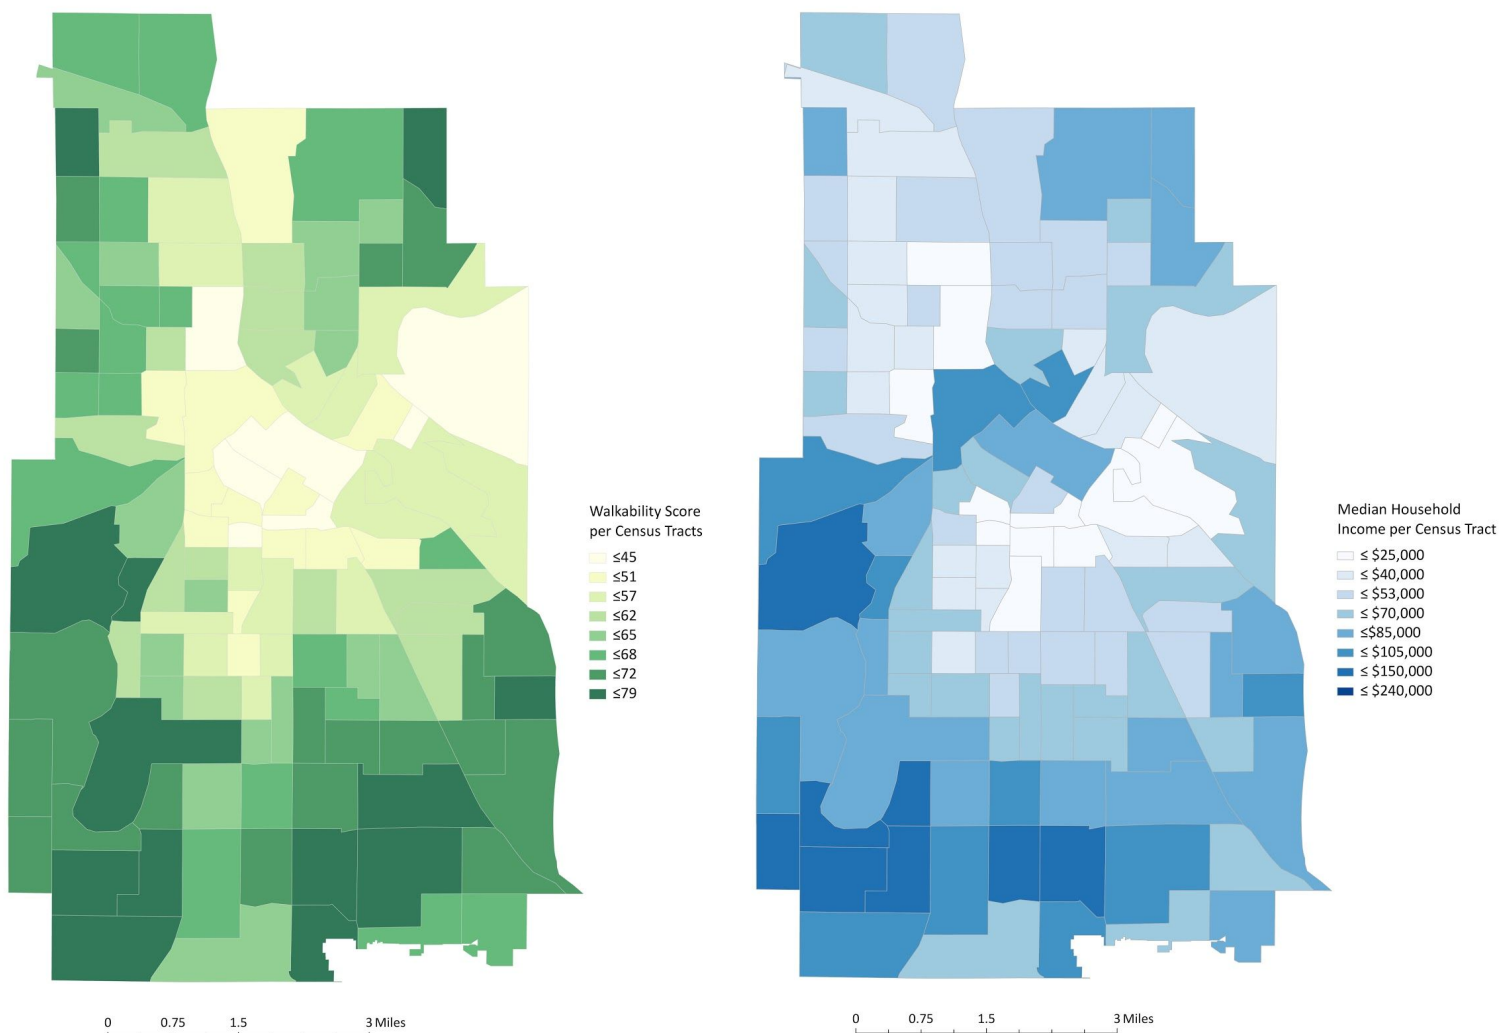 Walkability Score
per Census Tracts
≤45
≤51
≤57
≤62
≤65
≤68
≤72
≤79
0 0.75 1.5 3 Miles
Median Household
Income per Census Tract
≤ $25,000
≤ $40,000
≤ $53,000
≤ $70,000
≤$85,000
≤ $105,000
≤ $150,000
≤ $240,000
0 0.75 1.5 3 Miles